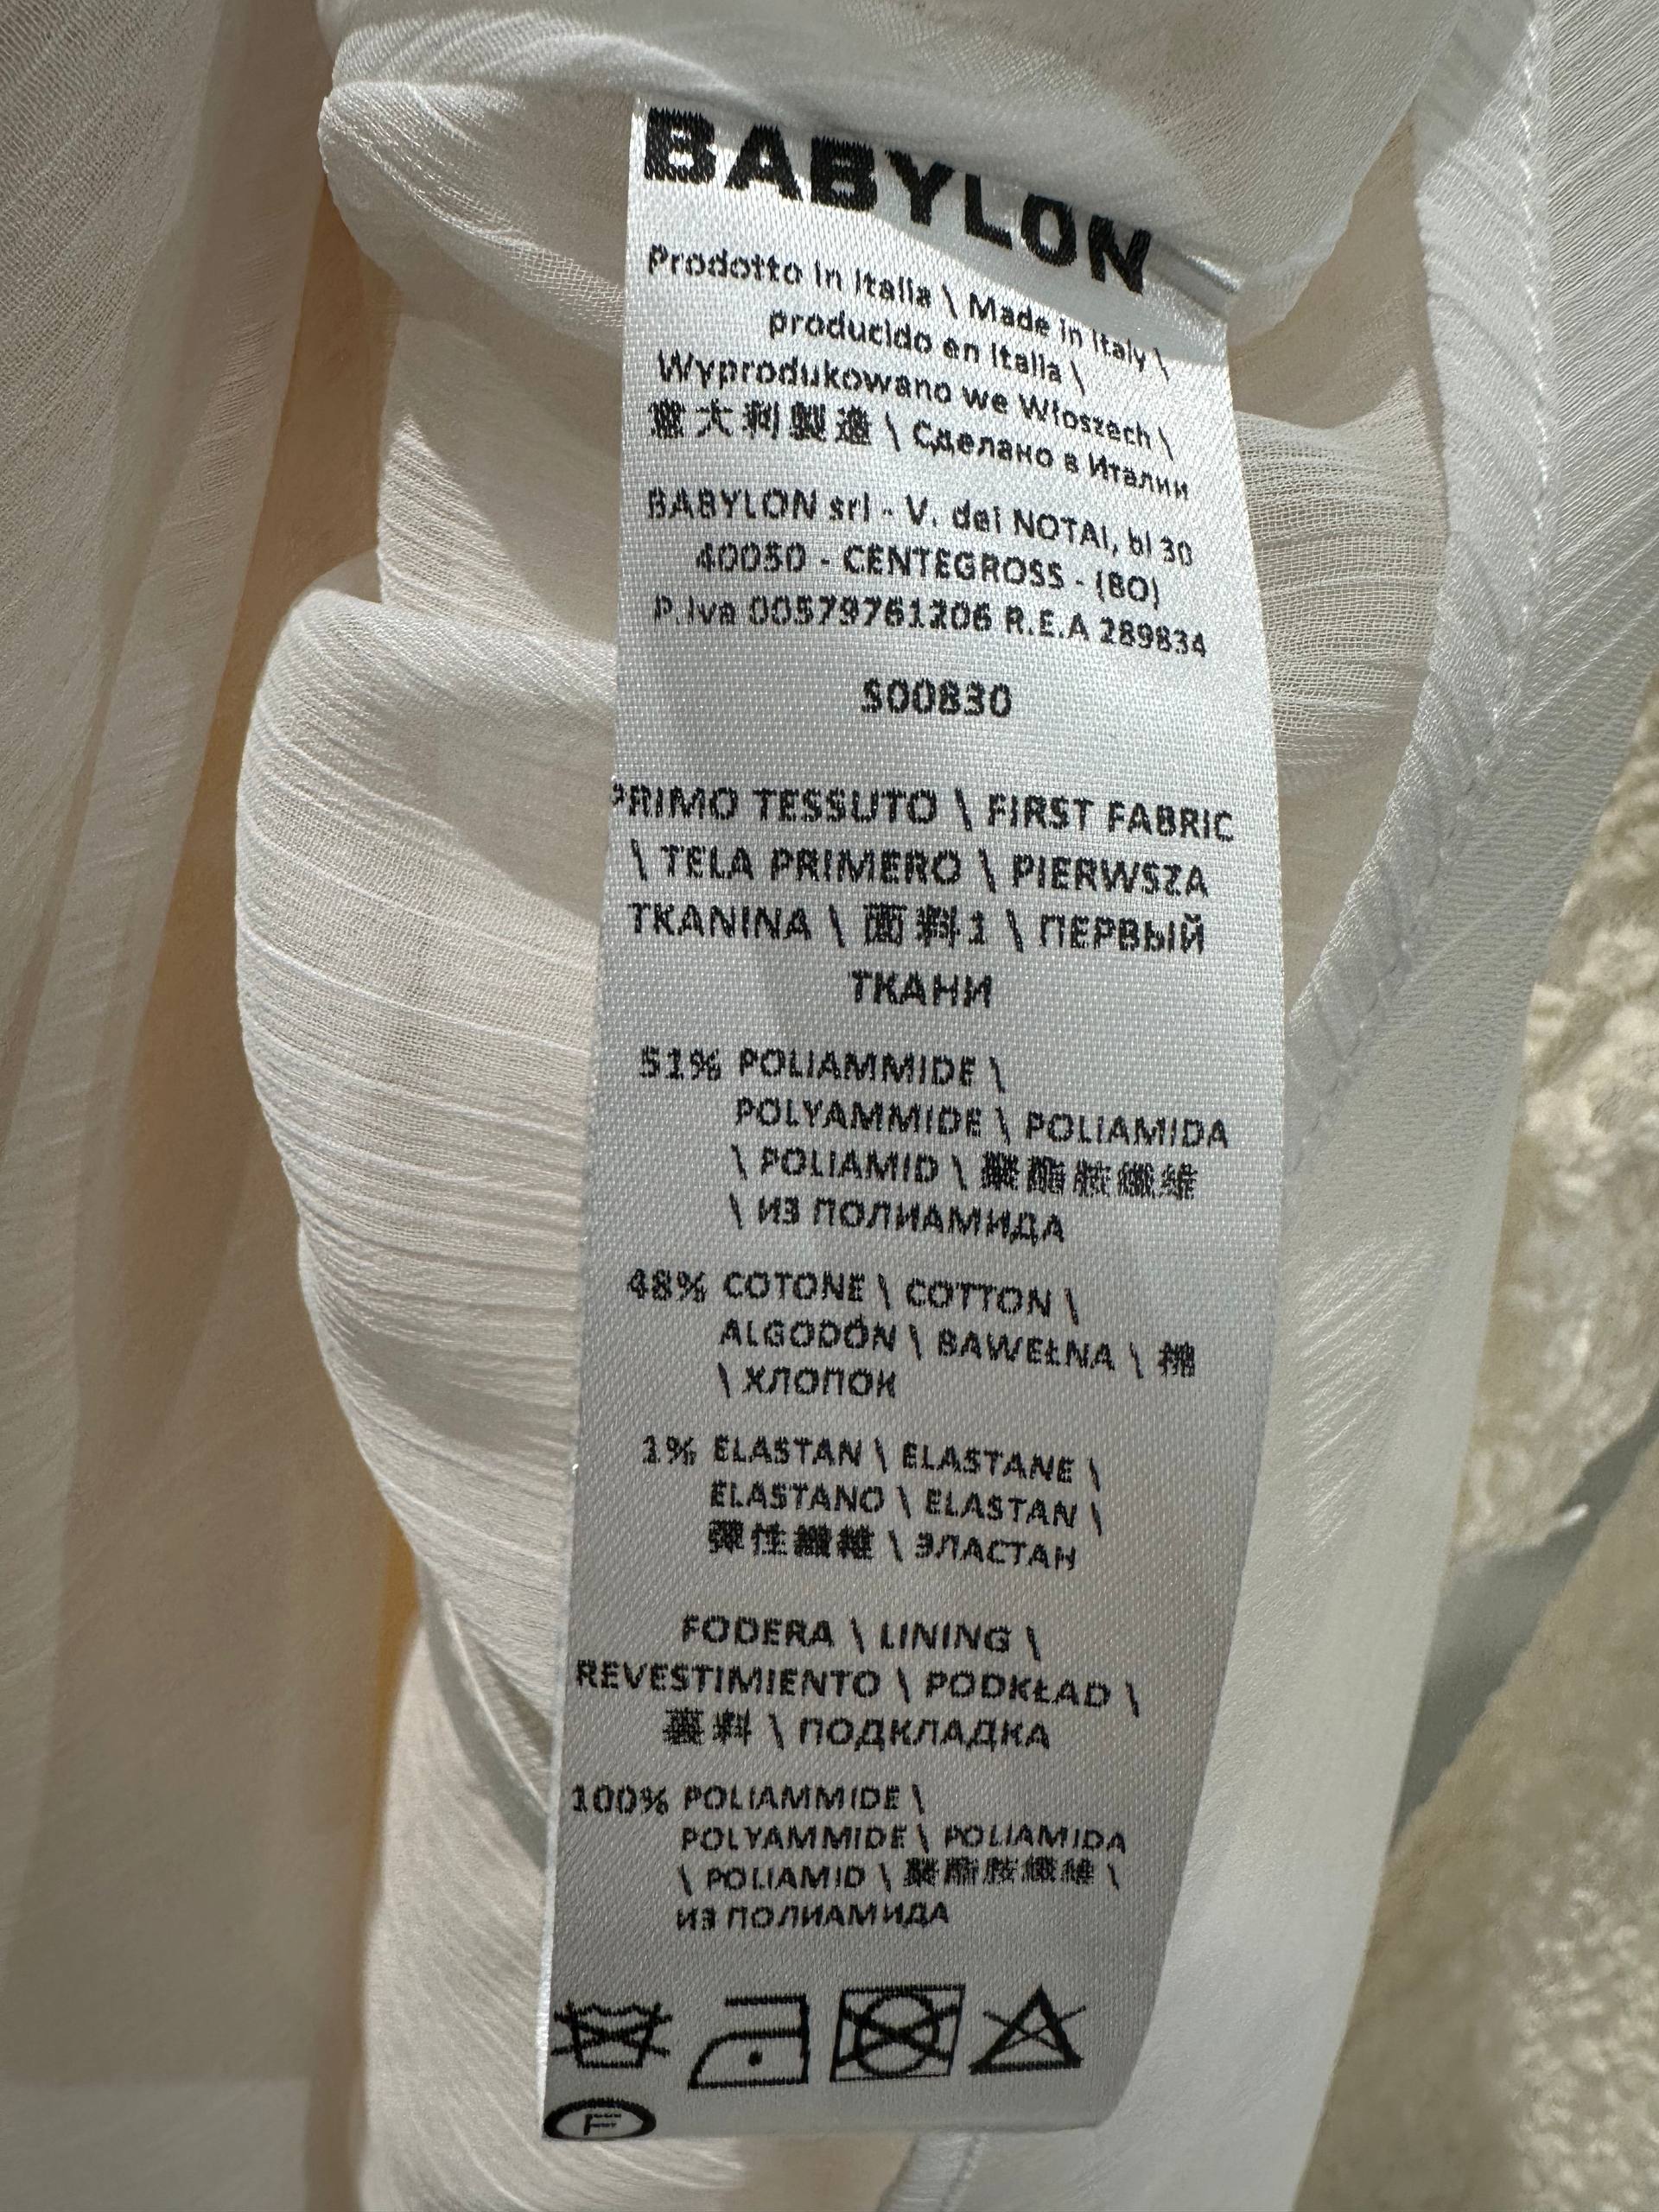 BABYLON
Prodotto in Italia \ Made in Italy \
producido en Italia \
Wyprodukowano we Włoszech \
意大利製造 \ Сделано в Италии
BABYLON srl - V. dei NOTAI, bl 30
40050 - CENTEGROSS - (BO)
P.Iva 00579761206 R.E.A 289834
S00830
PRIMO TESSUTO \ FIRST FABRIC
\ TELA PRIMERO \ PIERWSZA
TKANINA \ 面料1 \ ПЕРВЫЙ
ТКАНИ
51% POLIAMMIDE \
POLYAMMIDE \ POLIAMIDA
\ POLIAMID \ 聚酯胺纖維
\ ИЗ ПОЛИАМИДА
48% COTONE \ COTTON \
ALGODÓN \ BAWEŁNA \ 棉
\ ХЛОПОК
1% ELASTAN \ ELASTANE \
ELASTANO \ ELASTAN \
彈性纖維 \ ЭЛАСТАН
FODERA \ LINING \
REVESTIMIENTO \ PODKŁAD \
裏料 \ ПОДКЛАДКА
100% POLIAMMIDE \
POLYAMMIDE \ POLIAMIDA
\ POLIAMID \ 聚酯胺纖維 \
ИЗ ПОЛИАМИДА
F